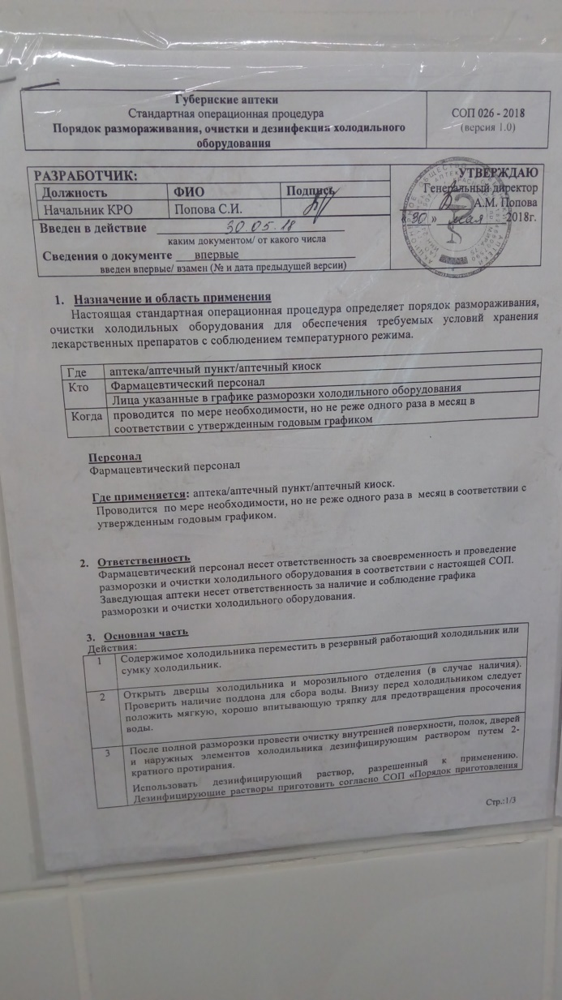 Губернские аптеки
Стандартная операционная процедура
Порядок размораживания, очистки и дезинфекции холодильного
оборудования
СОП 026 - 2018
(версия 1.0)
РАЗРАБОТЧИК:
Должность ФИО Подпись
Начальник КРО Попова С.И.
Введен в действие 30.05.18
каким документом/ от какого числа
Сведения о документе впервые
введен впервые/ взамен (№ и дата предыдущей версии)
УТВЕРЖДАЮ
Генеральный директор
А.М. Попова
« 30 » мая 2018г.
1. Назначение и область применения
Настоящая стандартная операционная процедура определяет порядок размораживания,
очистки холодильных оборудования для обеспечения требуемых условий хранения
лекарственных препаратов с соблюдением температурного режима.
Где аптека/аптечный пункт/аптечный киоск
Кто Фармацевтический персонал
Лица указанные в графике разморозки холодильного оборудования
Когда проводится по мере необходимости, но не реже одного раза в месяц в
соответствии с утвержденным годовым графиком
Персонал
Фармацевтический персонал
Где применяется: аптека/аптечный пункт/аптечный киоск.
Проводится по мере необходимости, но не реже одного раза в месяц в соответствии с
утвержденным годовым графиком.
2. Ответственность
Фармацевтический персонал несет ответственность за своевременность и проведение
разморозки и очистки холодильного оборудования в соответствии с настоящей СОП.
Заведующая аптеки несет ответственность за наличие и соблюдение графика
разморозки и очистки холодильного оборудования.
3. Основная часть
Действия:
1 Содержимое холодильника переместить в резервный работающий холодильник или
сумку холодильник.
2 Открыть дверцы холодильника и морозильного отделения (в случае наличия).
Проверить наличие поддона для сбора воды. Внизу перед холодильником следует
положить мягкую, хорошо впитывающую тряпку для предотвращения просочения
воды.
3 После полной разморозки провести очистку внутренней поверхности, полок, дверей
и наружных элементов холодильника дезинфицирующим раствором путем 2-
кратного протирания.
Использовать дезинфицирующий раствор, разрешенный к применению.
Дезинфицирующие растворы приготовить согласно СОП «Порядок приготовления
Стр.:1/3